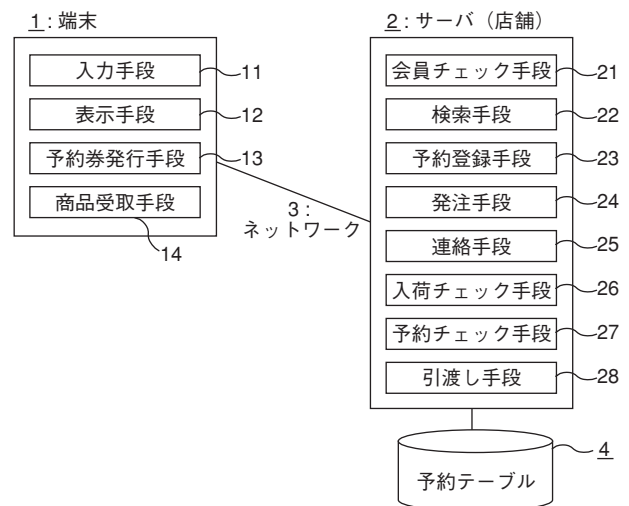 1：端末
入力手段 11
表示手段 12
予約券発行手段 13
商品受取手段
14
3：
ネットワーク
2：サーバ（店舗）
会員チェック手段 21
検索手段 22
予約登録手段 23
発注手段 24
連絡手段 25
入荷チェック手段 26
予約チェック手段 27
引渡し手段 28
4
予約テーブル